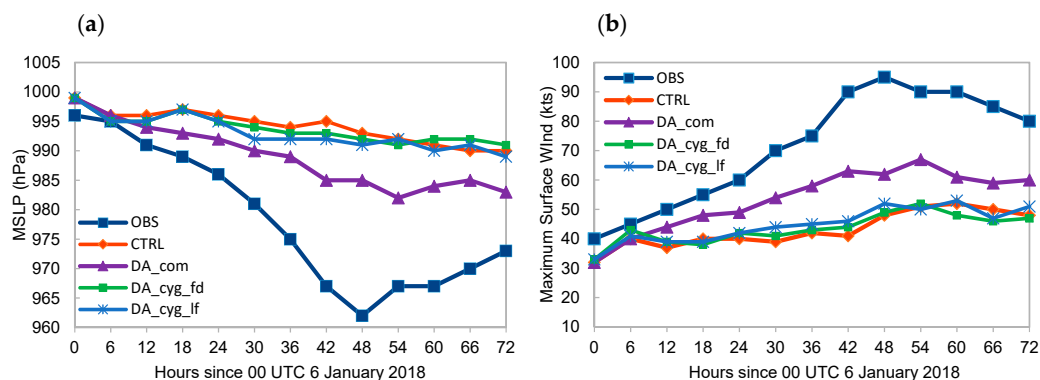 (a)
1005
1000
995
990
985
980
975
970
965
960
MSLP (hPa)
OBS
CTRL
DA_com
DA_cyg_fd
DA_cyg_lf
0 6 12 18 24 30 36 42 48 54 60 66 72
Hours since 00 UTC 6 January 2018
(b)
100
90
80
70
60
50
40
30
20
10
Maximum Surface WInd (kts)
OBS
CTRL
DA_com
DA_cyg_fd
DA_cyg_lf
0 6 12 18 24 30 36 42 48 54 60 66 72
Hours since 00 UTC 6 January 2018